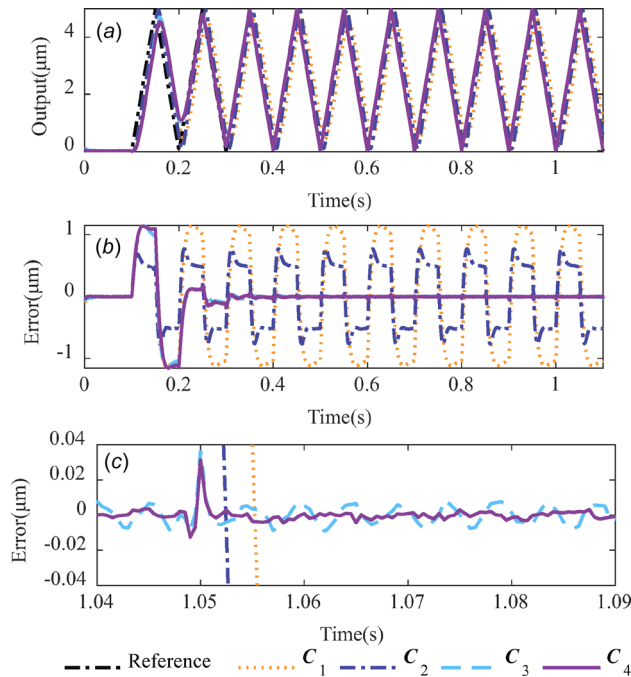 (a)
Output(μm)
4
2
0
0 0.2 0.4 0.6 0.8 1
Time(s)
(b)
Error(μm)
1
0
-1
0 0.2 0.4 0.6 0.8 1
Time(s)
(c)
Error(μm)
0.04
0.02
0
-0.02
-0.04
1.04 1.05 1.06 1.07 1.08 1.09
Time(s)
Reference C1 C2 C3 C4